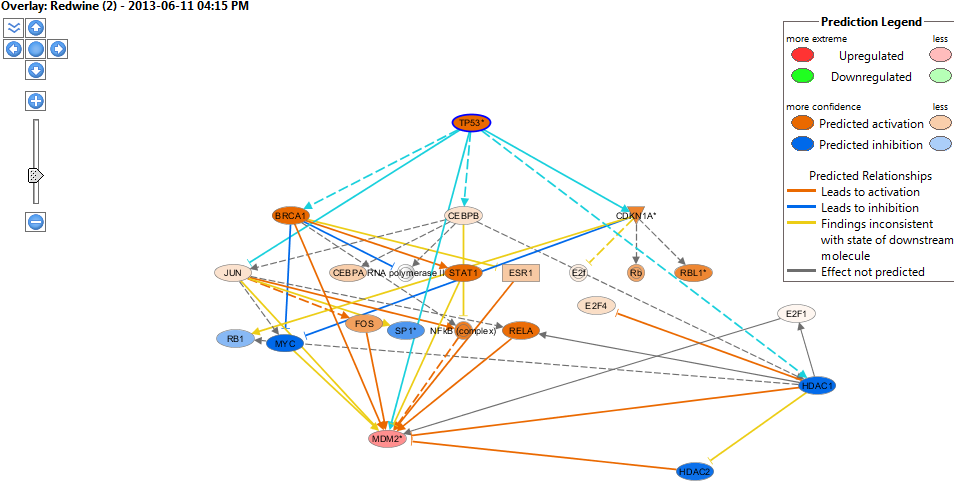 Overlay: Redwine (2) - 2013-06-11 04:15 PM
Prediction Legend
more extreme less
Upregulated
Downregulated
more confidence less
Predicted activation
Predicted inhibition
Predicted Relationships
Leads to activation
Leads to inhibition
Findings inconsistent
with state of downstream
molecule
Effect not predicted
TP53*
BRCA1 CEBPB CDKN1A*
JUN CEBPA RNA polymerase II STAT1 ESR1 E2f Rb RBL1*
E2F4
E2F1
FOS
RB1 MYC SP1* NFkB (complex) RELA
HDAC1
MDM2*
HDAC2